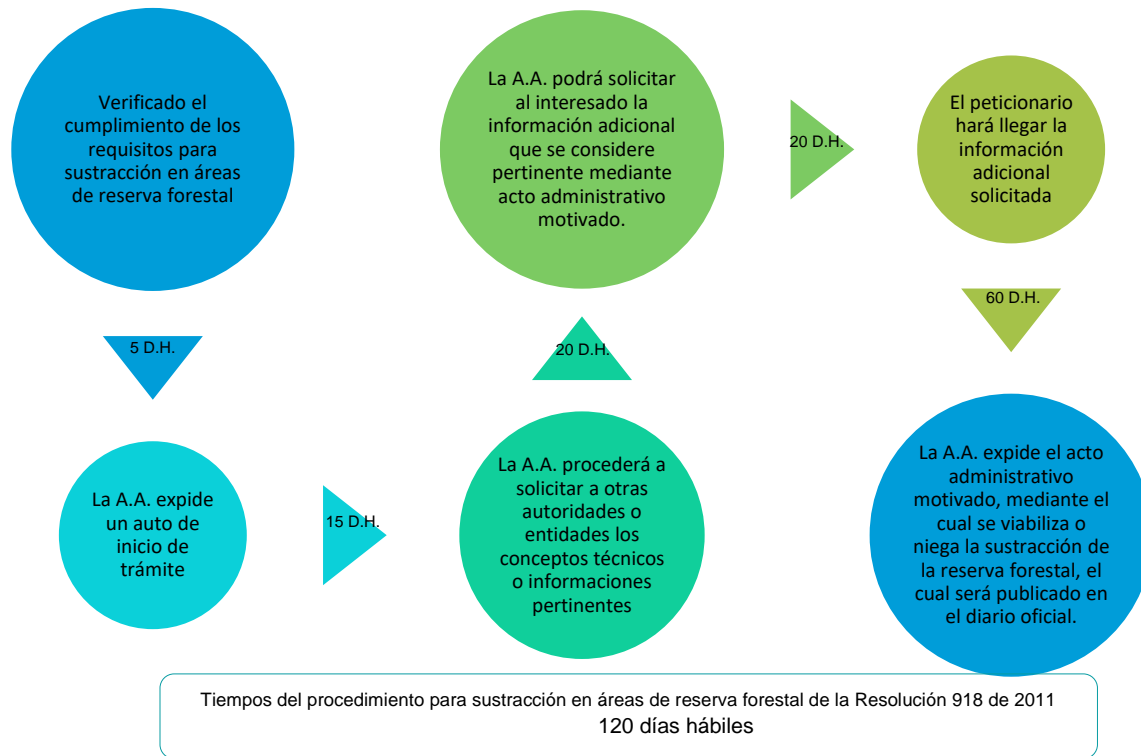 Verificado el
cumplimiento de los
requisitos para
sustracción en áreas
de reserva forestal
5 D.H.
La A.A. expide
un auto de
inicio de
trámite
15 D.H.
La A.A. procederá a
solicitar a otras
autoridades o
entidades los
conceptos técnicos
o informaciones
pertinentes
20 D.H.
La A.A. podrá solicitar
al interesado la
información adicional
que se considere
pertinente mediante
acto administrativo
motivado.
20 D.H.
El peticionario
hará llegar la
información
adicional
solicitada
60 D.H.
La A.A. expide el acto
administrativo
motivado, mediante el
cual se viabiliza o
niega la sustracción de
la reserva forestal, el
cual será publicado en
el diario oficial.
Tiempos del procedimiento para sustracción en áreas de reserva forestal de la Resolución 918 de 2011
120 días hábiles